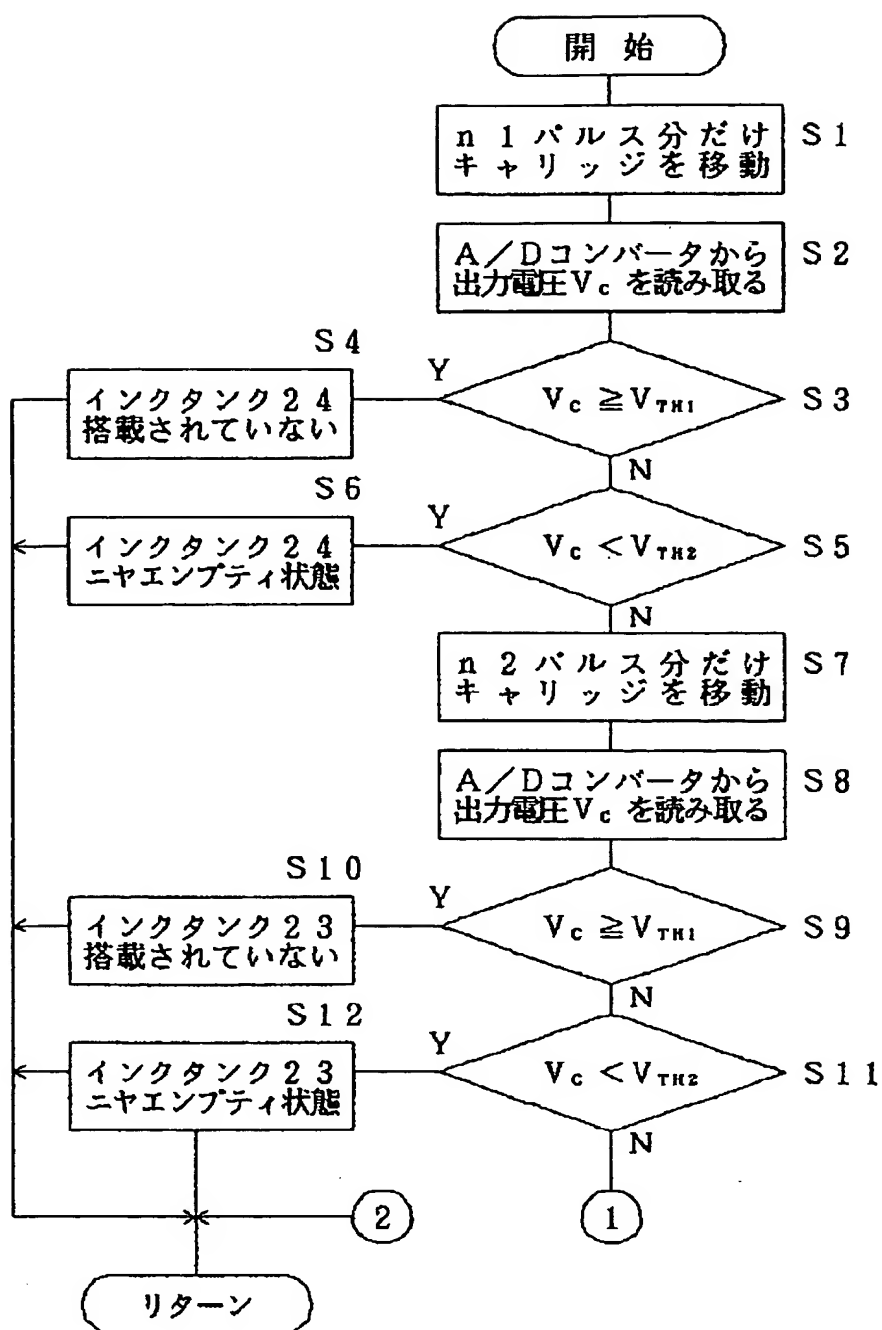 開始
n1パルス分だけ
キャリッジを移動
S1
A/Dコンバータから
出力電圧Vcを読み取る
S2
VC≧VTH1
S3
Y
S4
インクタンク24
搭載されていない
N
VC<VTH2
S5
Y
S6
インクタンク24
ニヤエンプティ状態
N
n2パルス分だけ
キャリッジを移動
S7
A/Dコンバータから
出力電圧Vcを読み取る
S8
VC≧VTH1
S9
Y
S10
インクタンク23
搭載されていない
N
VC<VTH2
S11
Y
S12
インクタンク23
ニヤエンプティ状態
N
2
1
リターン